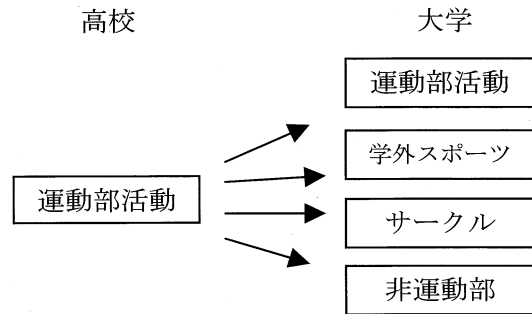 高校
大学
運動部活動
運動部活動
学外スポーツ
サークル
非運動部